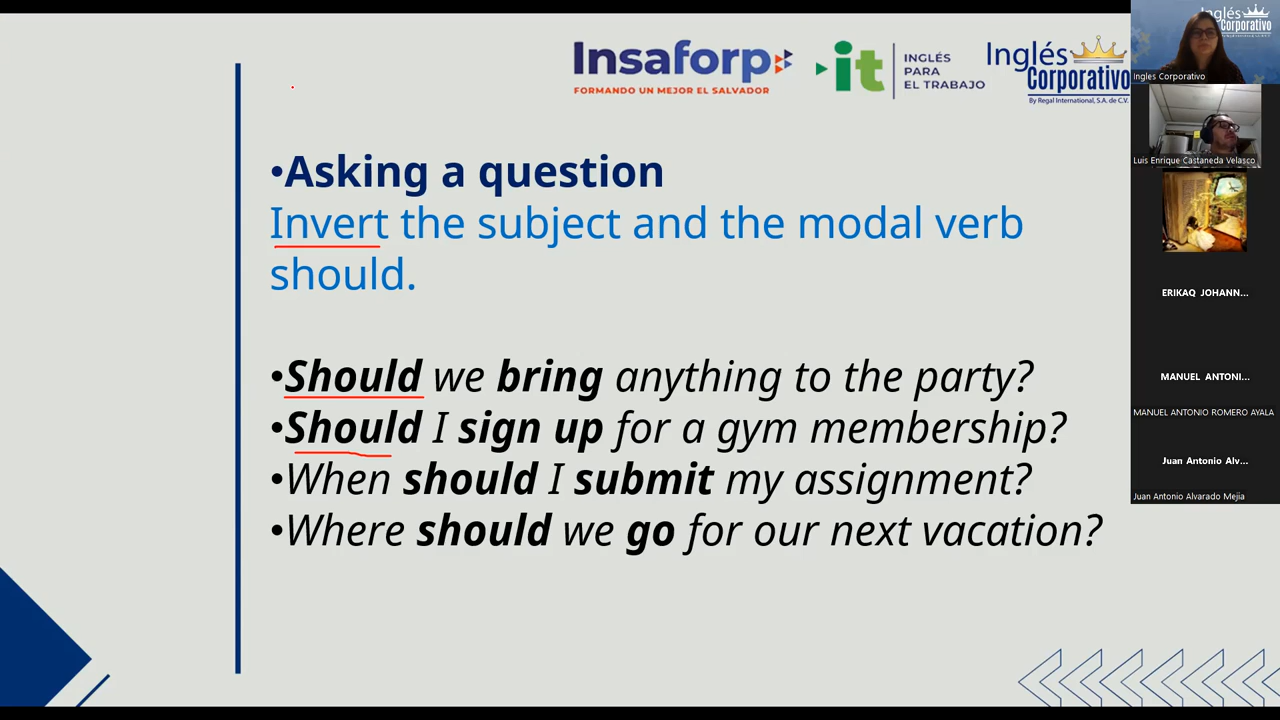 Insaforp
FORMANDO UN MEJOR EL SALVADOR
it
INGLÉS
PARA
EL TRABAJO
Inglés
Corporativo
By Regal International, S.A. de C.V.
•Asking a question
Invert the subject and the modal verb
should.
•Should we bring anything to the party?
•Should I sign up for a gym membership?
•When should I submit my assignment?
•Where should we go for our next vacation?
Inglés
Corporativo
Ingles Corporativo
Luis Enrique Castaneda Velasco
ERIKAQ JOHANN...
MANUEL ANTONI...
MANUEL ANTONIO ROMERO AYALA
Juan Antonio Alv...
Juan Antonio Alvarado Mejia